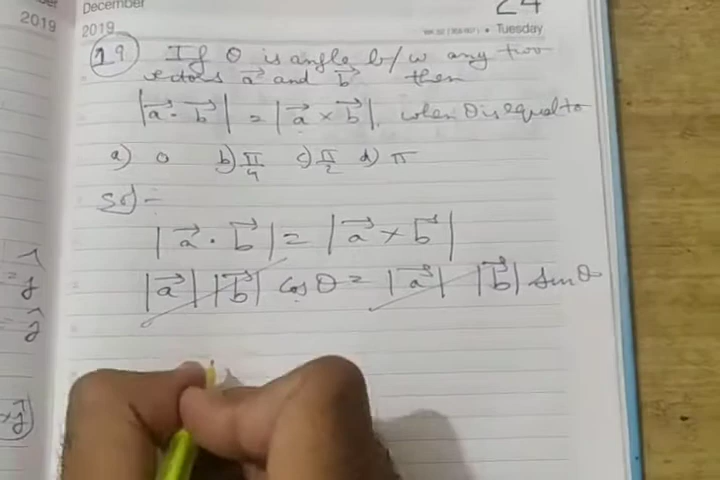 December
2019
2019
24
• Tuesday
19 If θ is angle b/w any two
vectors a⃗ and b⃗ then
|a⃗ · b⃗| = |a⃗ × b⃗|, when θ is equal to
a) 0 b) π/4 c) π/2 d) π
Sol -
|a⃗ · b⃗| = |a⃗ × b⃗|
|a⃗| |b⃗| cos θ = |a⃗| |b⃗| sin θ